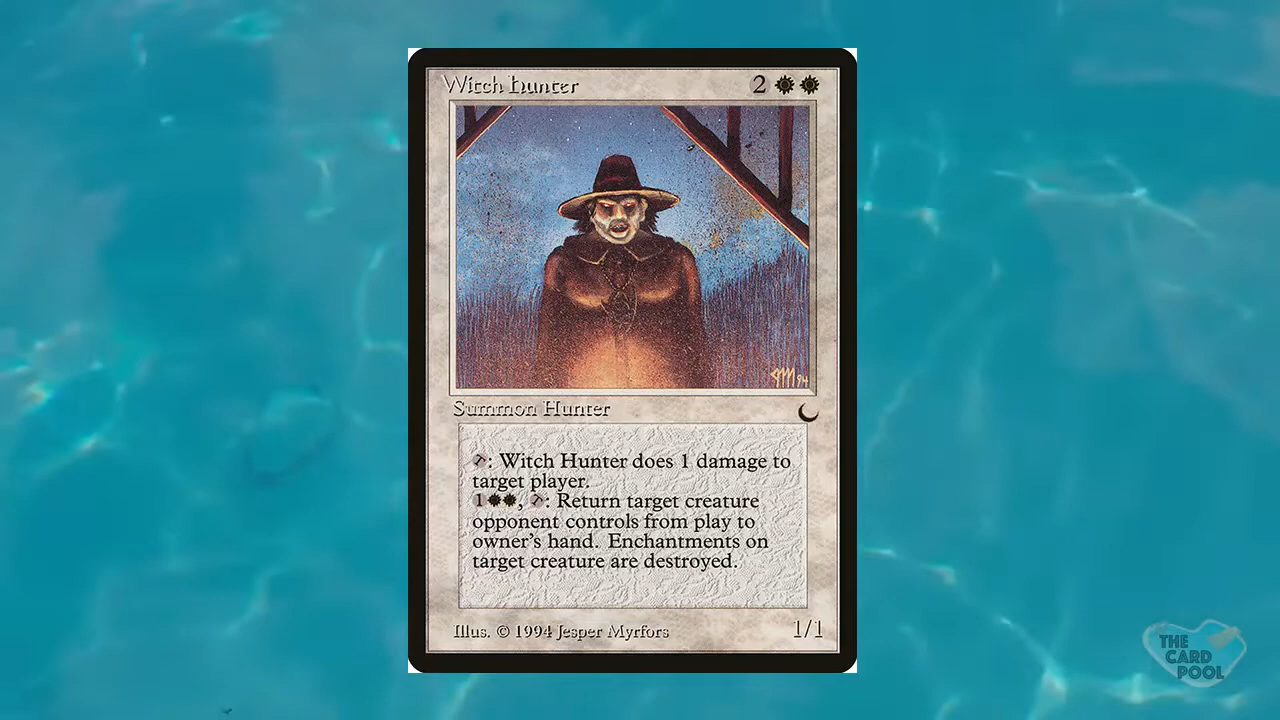 Witch Hunter 2
Summon Hunter
: Witch Hunter does 1 damage to
target player.
1 , : Return target creature
opponent controls from play to
owner's hand. Enchantments on
target creature are destroyed.
Illus. © 1994 Jesper Myrfors 1/1
JM 94
THE
CARD
POOL